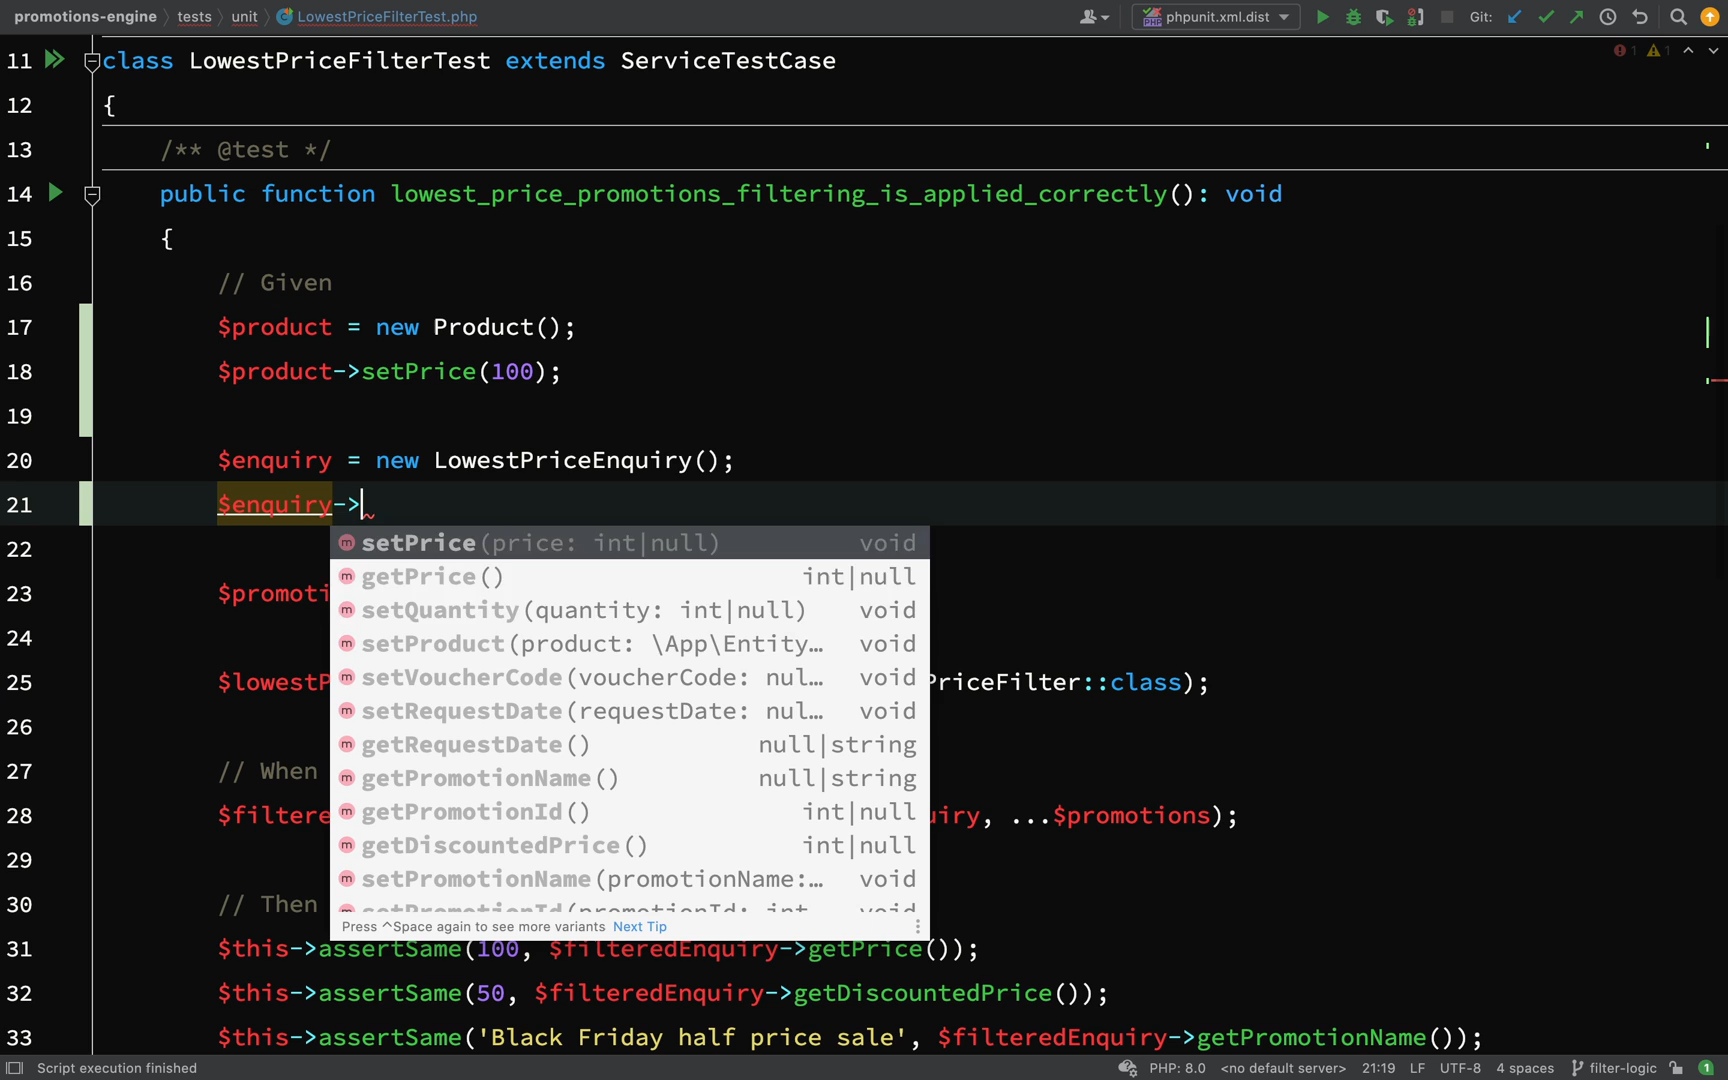 promotions-engine tests unit LowestPriceFilterTest.php phpunit.xml.dist Git:
11 class LowestPriceFilterTest extends ServiceTestCase 1 1
12 {
13 /** @test */
14 public function lowest_price_promotions_filtering_is_applied_correctly(): void
15 {
16 // Given
17 $product = new Product();
18 $product->setPrice(100);
19
20 $enquiry = new LowestPriceEnquiry();
21 $enquiry->
22 setPrice(price: int|null) void
getPrice() int|null
23 $promoti setQuantity(quantity: int|null) void
24 setProduct(product: \App\Entity… void
25 $lowestP setVoucherCode(voucherCode: nul… void PriceFilter::class);
26 setRequestDate(requestDate: nul… void
getRequestDate() null|string
27 // When getPromotionName() null|string
28 $filtere getPromotionId() int|null uiry, ...$promotions);
29 getDiscountedPrice() int|null
setPromotionName(promotionName:… void
30 // Then setPromotionId(promotionId: int void
Press ^Space again to see more variants Next Tip
31 $this->assertSame(100, $filteredEnquiry->getPrice());
32 $this->assertSame(50, $filteredEnquiry->getDiscountedPrice());
33 $this->assertSame('Black Friday half price sale', $filteredEnquiry->getPromotionName());
Script execution finished PHP: 8.0 <no default server> 21:19 LF UTF-8 4 spaces filter-logic 1